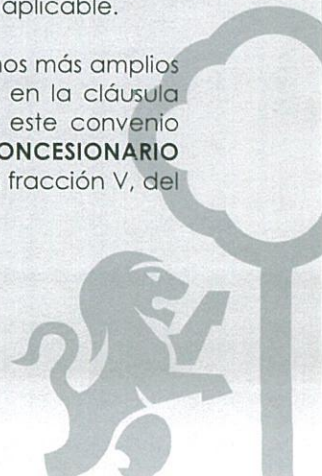 aplicable.
nos más amplios
en la cláusula
este convenio
ONCESIONARIO
fracción V, del